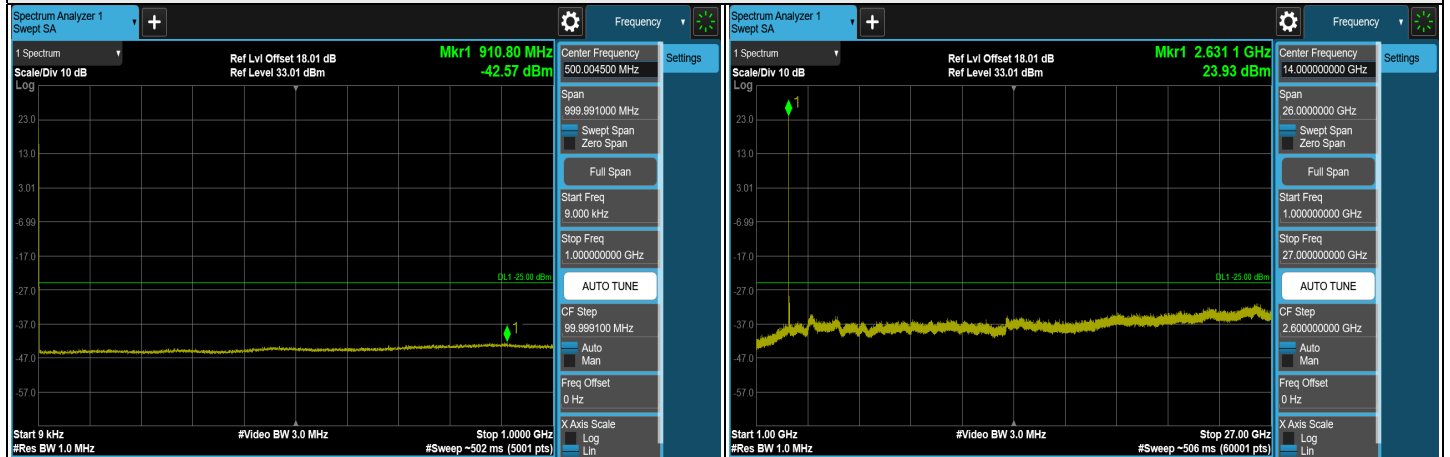 Spectrum Analyzer 1
Swept SA
+
Frequency
1 Spectrum
Scale/Div 10 dB
Log
Ref Lvl Offset 18.01 dB
Ref Level 33.01 dBm
Mkr1 910.80 MHz
-42.57 dBm
23.0
13.0
3.01
-6.99
-17.0
-27.0
-37.0
-47.0
-57.0
DL1 -25.00 dBm
1
Start 9 kHz
#Res BW 1.0 MHz
#Video BW 3.0 MHz
Stop 1.0000 GHz
#Sweep ~502 ms (5001 pts)
Center Frequency
500.004500 MHz
Span
999.991000 MHz
Swept Span
Zero Span
Full Span
Start Freq
9.000 kHz
Stop Freq
1.000000000 GHz
AUTO TUNE
CF Step
99.999100 MHz
Auto
Man
Freq Offset
0 Hz
X Axis Scale
Log
Lin
Settings
Spectrum Analyzer 1
Swept SA
+
Frequency
1 Spectrum
Scale/Div 10 dB
Log
Ref Lvl Offset 18.01 dB
Ref Level 33.01 dBm
Mkr1 2.631 1 GHz
23.93 dBm
1
23.0
13.0
3.01
-6.99
-17.0
-27.0
-37.0
-47.0
-57.0
DL1 -25.00 dBm
Start 1.00 GHz
#Res BW 1.0 MHz
#Video BW 3.0 MHz
Stop 27.00 GHz
#Sweep ~506 ms (60001 pts)
Center Frequency
14.000000000 GHz
Span
26.0000000 GHz
Swept Span
Zero Span
Full Span
Start Freq
1.000000000 GHz
Stop Freq
27.000000000 GHz
AUTO TUNE
CF Step
2.600000000 GHz
Auto
Man
Freq Offset
0 Hz
X Axis Scale
Log
Lin
Settings